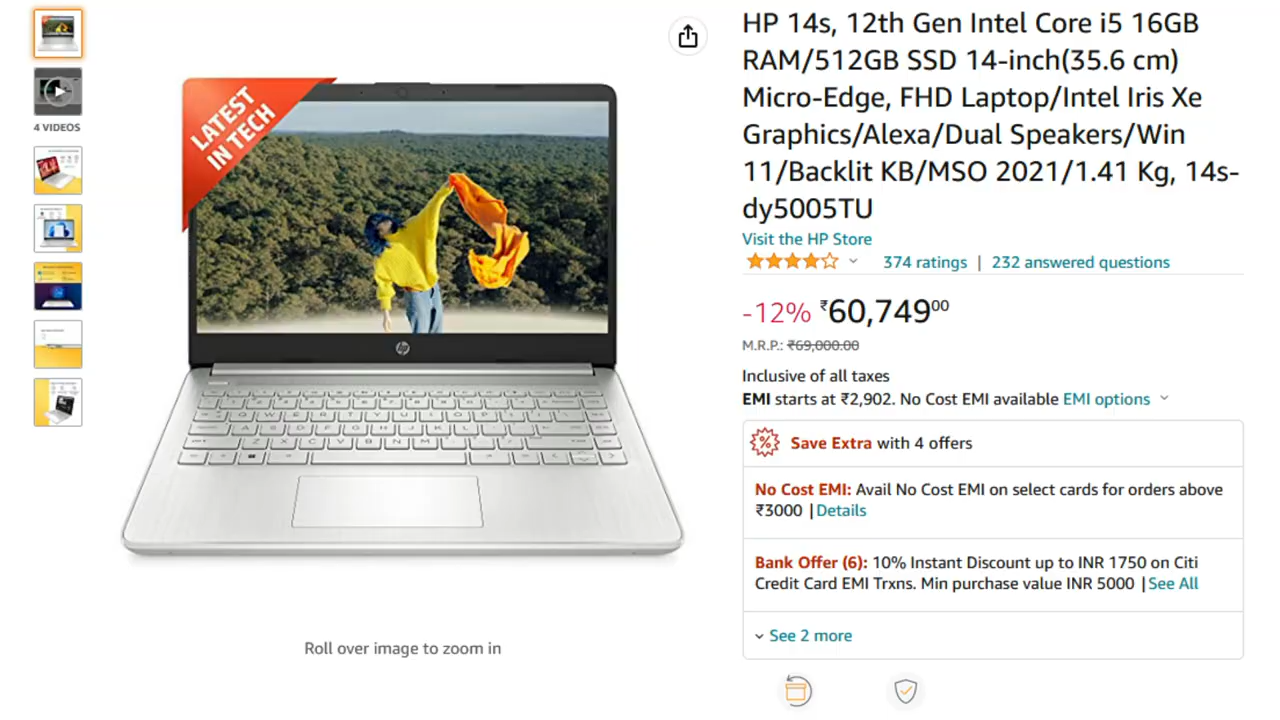 4 VIDEOS
LATEST
IN TECH
hp
Roll over image to zoom in
HP 14s, 12th Gen Intel Core i5 16GB
RAM/512GB SSD 14-inch(35.6 cm)
Micro-Edge, FHD Laptop/Intel Iris Xe
Graphics/Alexa/Dual Speakers/Win
11/Backlit KB/MSO 2021/1.41 Kg, 14s-
dy5005TU
Visit the HP Store
374 ratings | 232 answered questions
-12% ₹60,74900
M.R.P.: ₹69,000.00
Inclusive of all taxes
EMI starts at ₹2,902. No Cost EMI available EMI options
Save Extra with 4 offers
No Cost EMI: Avail No Cost EMI on select cards for orders above
₹3000 | Details
Bank Offer (6): 10% Instant Discount up to INR 1750 on Citi
Credit Card EMI Trxns. Min purchase value INR 5000 | See All
See 2 more